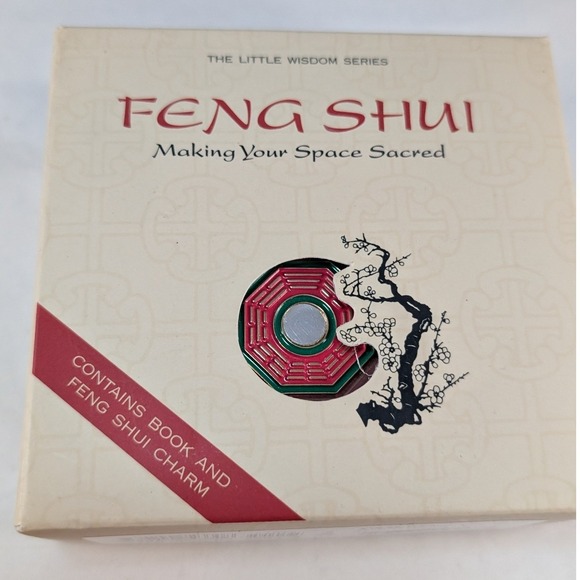 THE LITTLE WISDOM SERIES
FENG SHUI
Making Your Space Sacred
CONTAINS BOOK AND
FENG SHUI CHARM